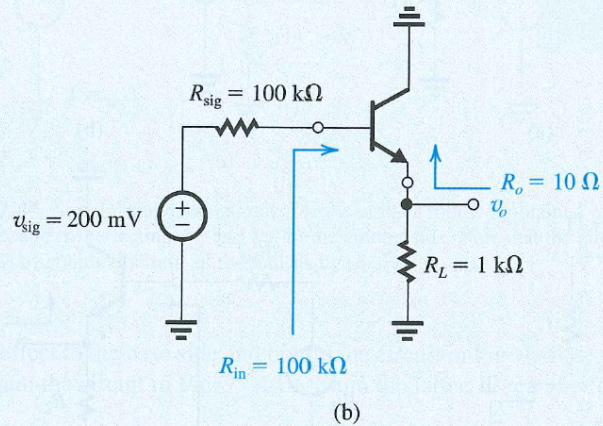 R_sig = 100 kΩ
R_o = 10 Ω
v_o
v_sig = 200 mV
+
−
R_L = 1 kΩ
R_in = 100 kΩ
(b)